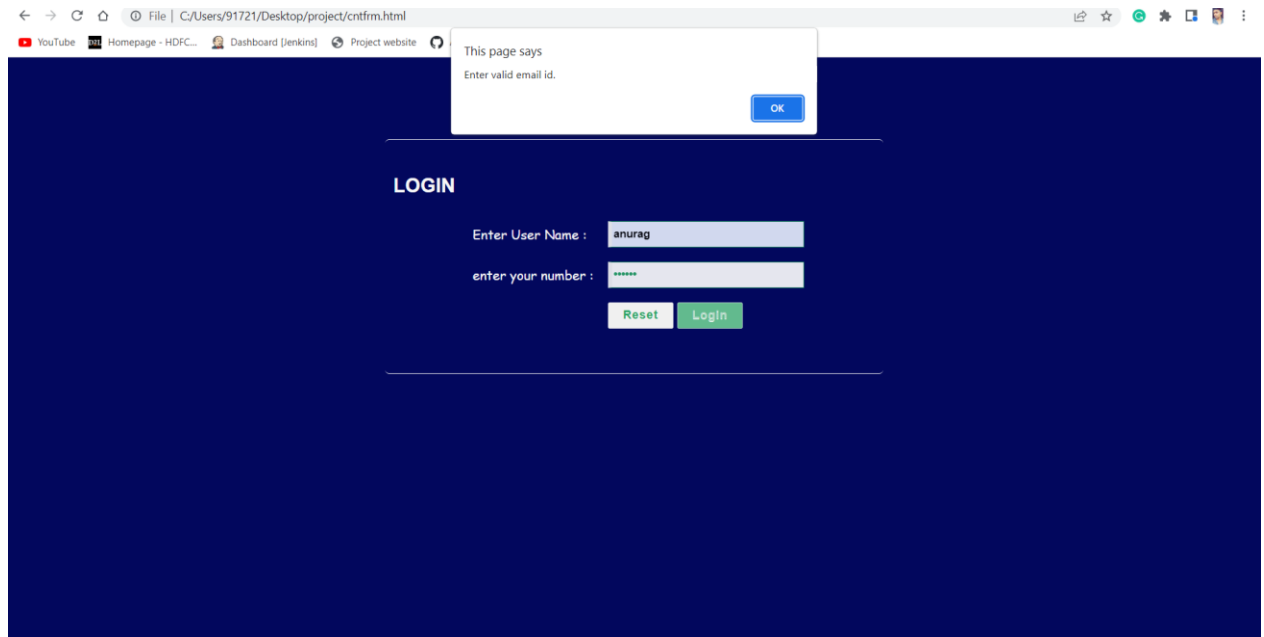 File | C:/Users/91721/Desktop/project/cntfrm.html
YouTube Homepage - HDFC... Dashboard [Jenkins] Project website
This page says
Enter valid email id.
OK
LOGIN
Enter User Name : anurag
enter your number : ••••••
Reset LogIn